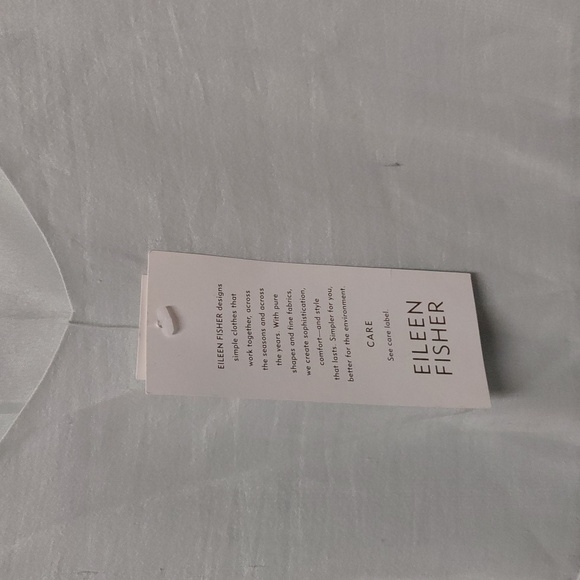 EILEEN FISHER designs
simple clothes that
work together, across
the seasons and across
the years. With pure
shapes and fine fabrics,
we create sophistication,
comfort—and style
that lasts. Simpler for you,
better for the environment.
CARE
See care label.
EILEEN
FISHER